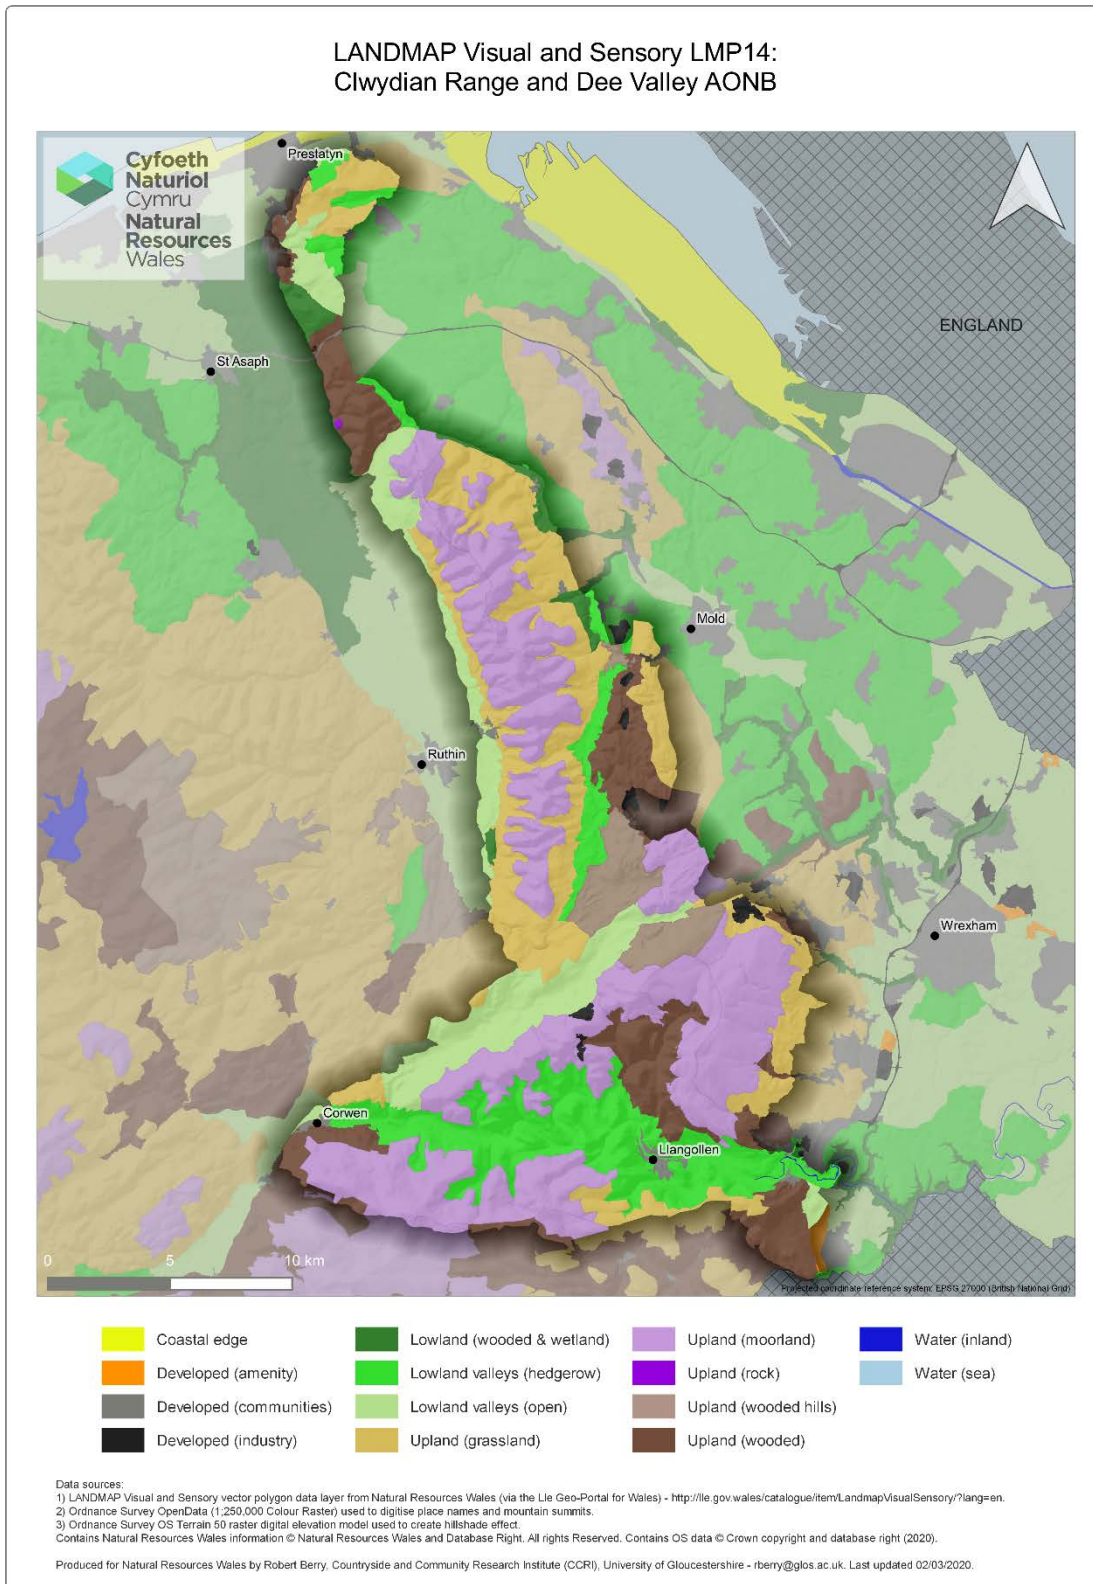 LANDMAP Visual and Sensory LMP14:
Clwydian Range and Dee Valley AONB
Cyfoeth
Naturiol
Cymru
Natural
Resources
Wales
Prestatyn
ENGLAND
St Asaph
Mold
Ruthin
Wrexham
Corwen
Llangollen
0 5 10 km
Projected coordinate reference system: EPSG 27000 (British National Grid)
Coastal edge
Developed (amenity)
Developed (communities)
Developed (industry)
Lowland (wooded & wetland)
Lowland valleys (hedgerow)
Lowland valleys (open)
Upland (grassland)
Upland (moorland)
Upland (rock)
Upland (wooded hills)
Upland (wooded)
Water (inland)
Water (sea)
Data sources:
1) LANDMAP Visual and Sensory vector polygon data layer from Natural Resources Wales (via the Lle Geo-Portal for Wales) - http://lle.gov.wales/catalogue/item/LandmapVisualSensory/?lang=en.
2) Ordnance Survey OpenData (1:250,000 Colour Raster) used to digitise place names and mountain summits.
3) Ordnance Survey OS Terrain 50 raster digital elevation model used to create hillshade effect.
Contains Natural Resources Wales information © Natural Resources Wales and Database Right. All rights Reserved. Contains OS data © Crown copyright and database right (2020).
Produced for Natural Resources Wales by Robert Berry, Countryside and Community Research Institute (CCRI), University of Gloucestershire - rberry@glos.ac.uk. Last updated 02/03/2020.